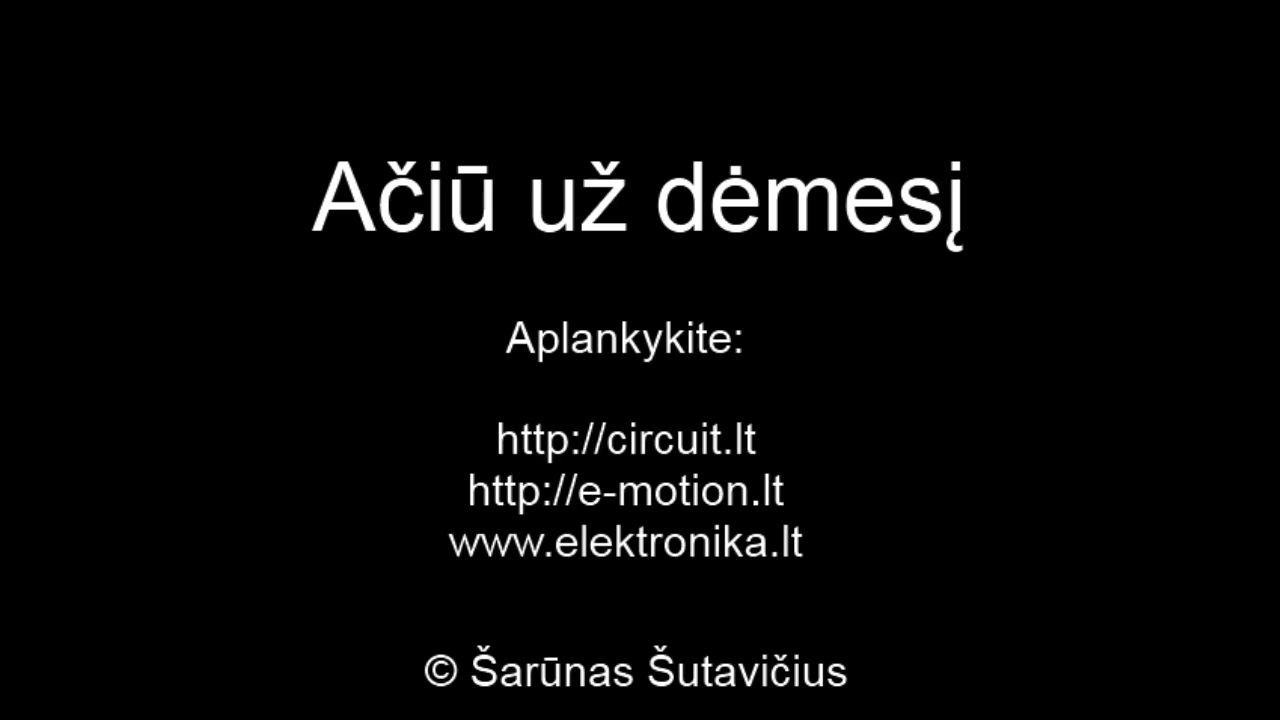 Ačiū už dėmesį
Aplankykite:
http://circuit.lt
http://e-motion.lt
www.elektronika.lt
© Šarūnas Šutavičius